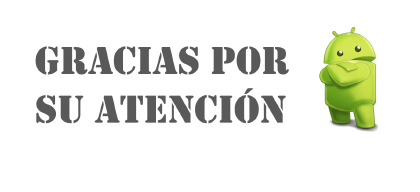 GRACIAS POR
SU ATENCIÓN